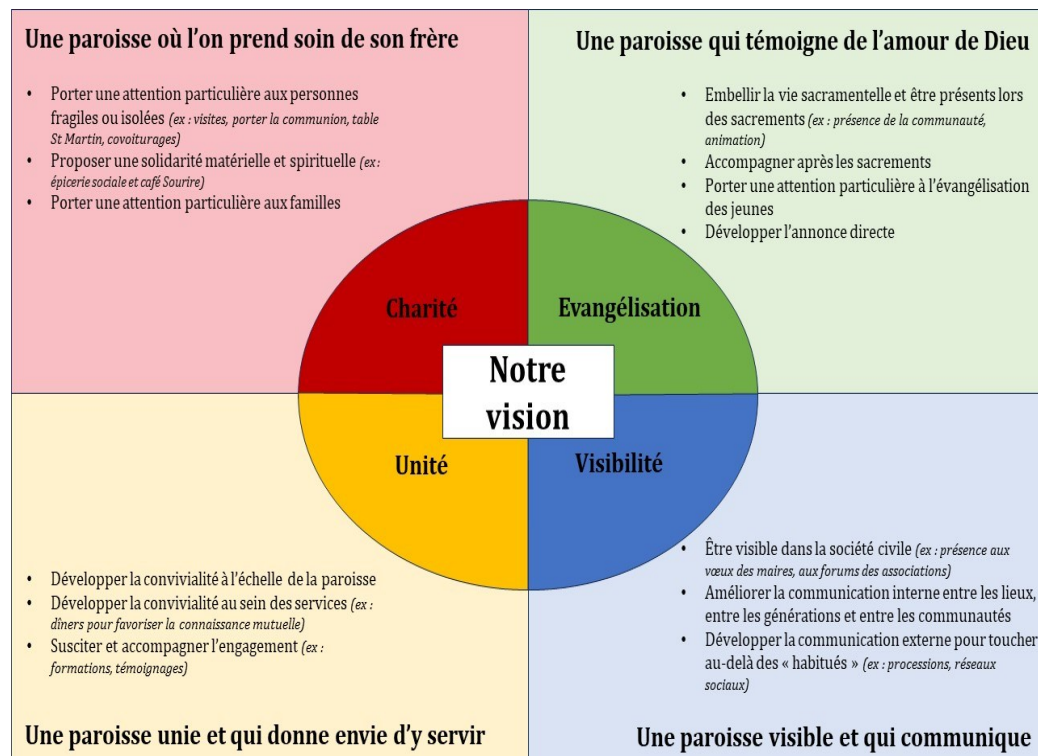 Une paroisse où l’on prend soin de son frère
• Porter une attention particulière aux personnes
fragiles ou isolées (ex : visites, porter la communion, table
St Martin, covoiturages)
• Proposer une solidarité matérielle et spirituelle (ex :
épicerie sociale et café Sourire)
• Porter une attention particulière aux familles
Une paroisse qui témoigne de l’amour de Dieu
• Embellir la vie sacramentelle et être présents lors
des sacrements (ex : présence de la communauté,
animation)
• Accompagner après les sacrements
• Porter une attention particulière à l’évangélisation
des jeunes
• Développer l’annonce directe
Charité
Evangélisation
Notre
vision
Unité
Visibilité
• Développer la convivialité à l’échelle de la paroisse
• Développer la convivialité au sein des services (ex :
dîners pour favoriser la connaissance mutuelle)
• Susciter et accompagner l’engagement (ex :
formations, témoignages)
Une paroisse unie et qui donne envie d’y servir
• Être visible dans la société civile (ex : présence aux
vœux des maires, aux forums des associations)
• Améliorer la communication interne entre les lieux,
entre les générations et entre les communautés
• Développer la communication externe pour toucher
au-delà des « habitués » (ex : processions, réseaux
sociaux)
Une paroisse visible et qui communique